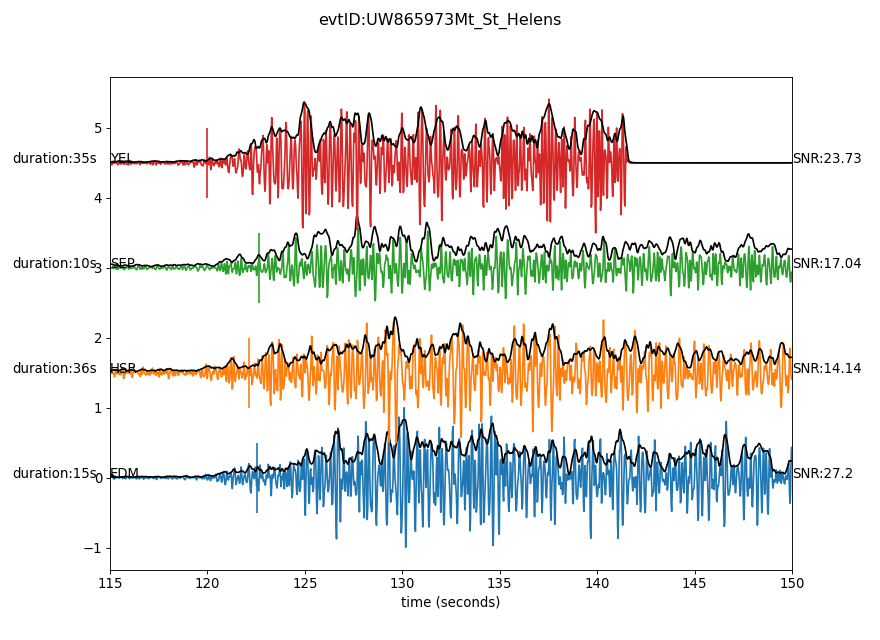 evtID:UW865973Mt_St_Helens
5
duration:35s YEL SNR:23.73
4
duration:10s SEP SNR:17.04
3
2
duration:36s HSR SNR:14.14
1
duration:15s EDM SNR:27.2
0
−1
115 120 125 130 135 140 145 150
time (seconds)